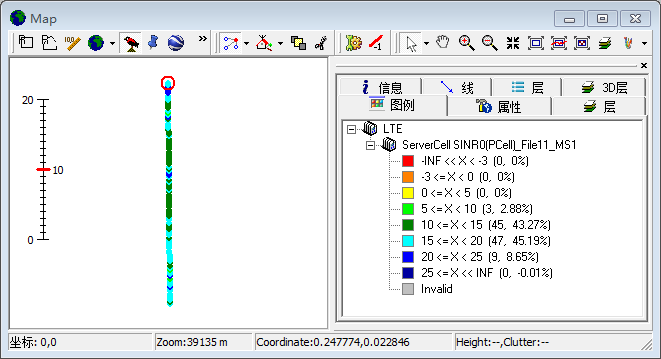 Map
20
10
0
信息 线 层 3D层
图例 属性 层
LTE
ServerCell SINR0(PCell)_File11_MS1
-INF << X < -3 (0, 0%)
-3 <= X < 0 (0, 0%)
0 <= X < 5 (0, 0%)
5 <= X < 10 (3, 2.88%)
10 <= X < 15 (45, 43.27%)
15 <= X < 20 (47, 45.19%)
20 <= X < 25 (9, 8.65%)
25 <= X << INF (0, -0.01%)
Invalid
坐标: 0,0 Zoom:39135 m Coordinate:0.247774,0.022846 Height:--,Clutter:--